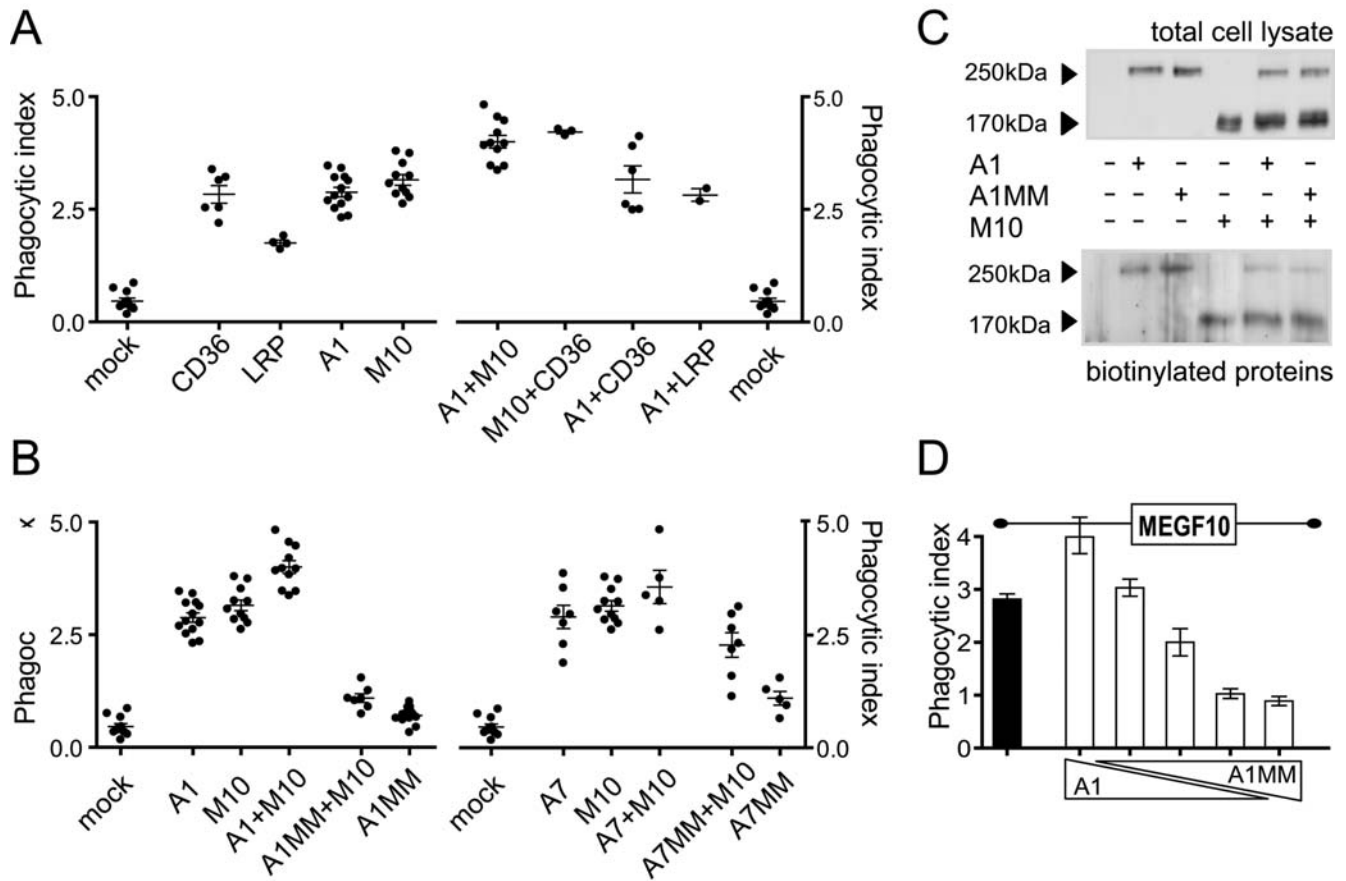 A
Phagocytic index
5.0
2.5
0.0
mock
CD36
LRP
A1
M10
A1+M10
M10+CD36
A1+CD36
A1+LRP
mock
5.0
2.5
0.0
Phagocytic index
C
total cell lysate
250kDa
170kDa
A1 - + - - + -
A1MM - - + - - +
M10 - - - + + +
250kDa
170kDa
biotinylated proteins
B
Phagoc
x
5.0
2.5
0.0
mock
A1
M10
A1+M10
A1MM+M10
A1MM
mock
A7
M10
A7+M10
A7MM+M10
A7MM
5.0
2.5
0.0
Phagocytic index
D
Phagocytic index
4
3
2
1
0
MEGF10
A1
A1MM